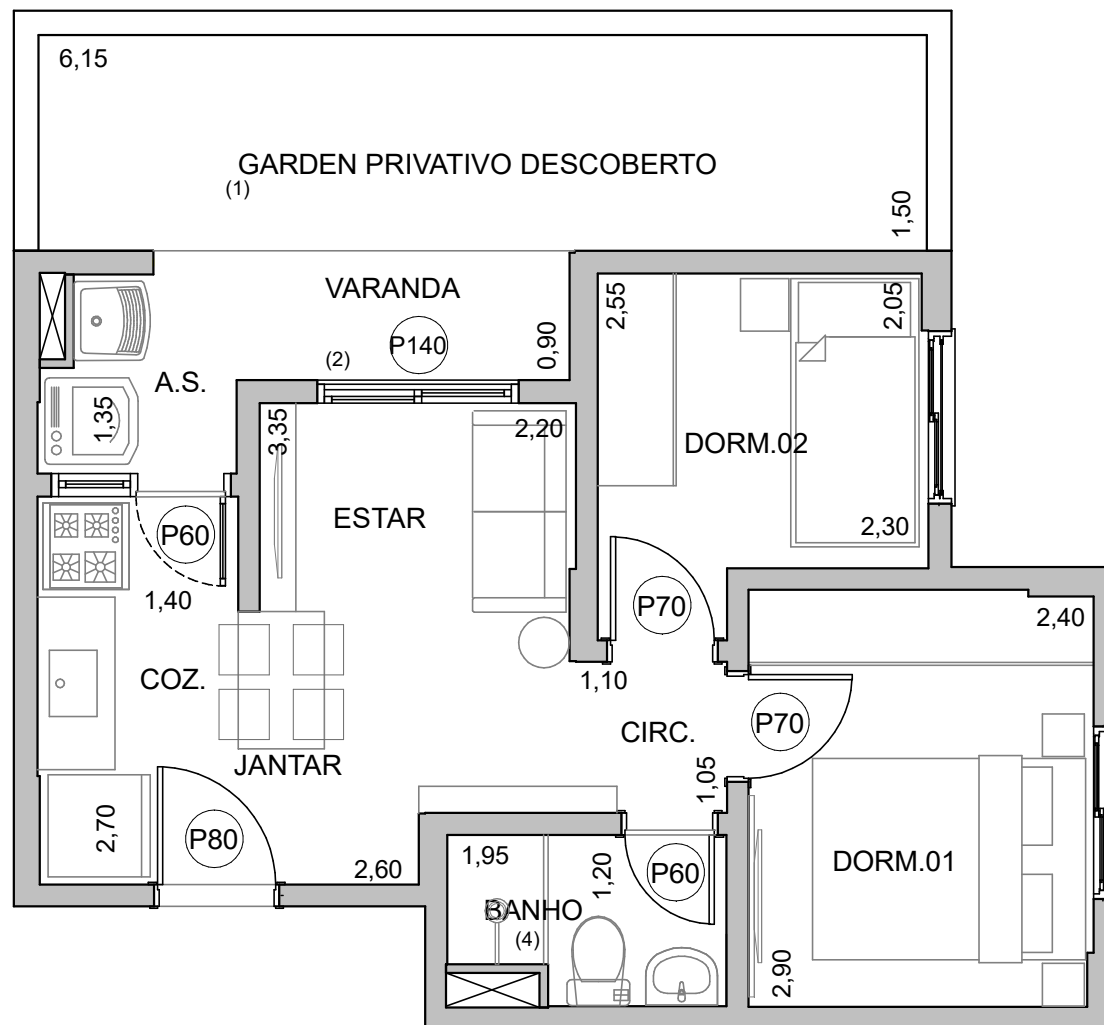 6,15
GARDEN PRIVATIVO DESCOBERTO
(1)
1,50
VARANDA
2,55
2,05
P140
(2)
0,90
A.S.
1,35
3,35
2,20
DORM.02
ESTAR
P60
2,30
1,40
P70
2,40
COZ.
1,10
P70
CIRC.
JANTAR
1,05
2,70
P80
2,60
1,95
1,20
P60
DORM.01
BANHO
(4)
2,90